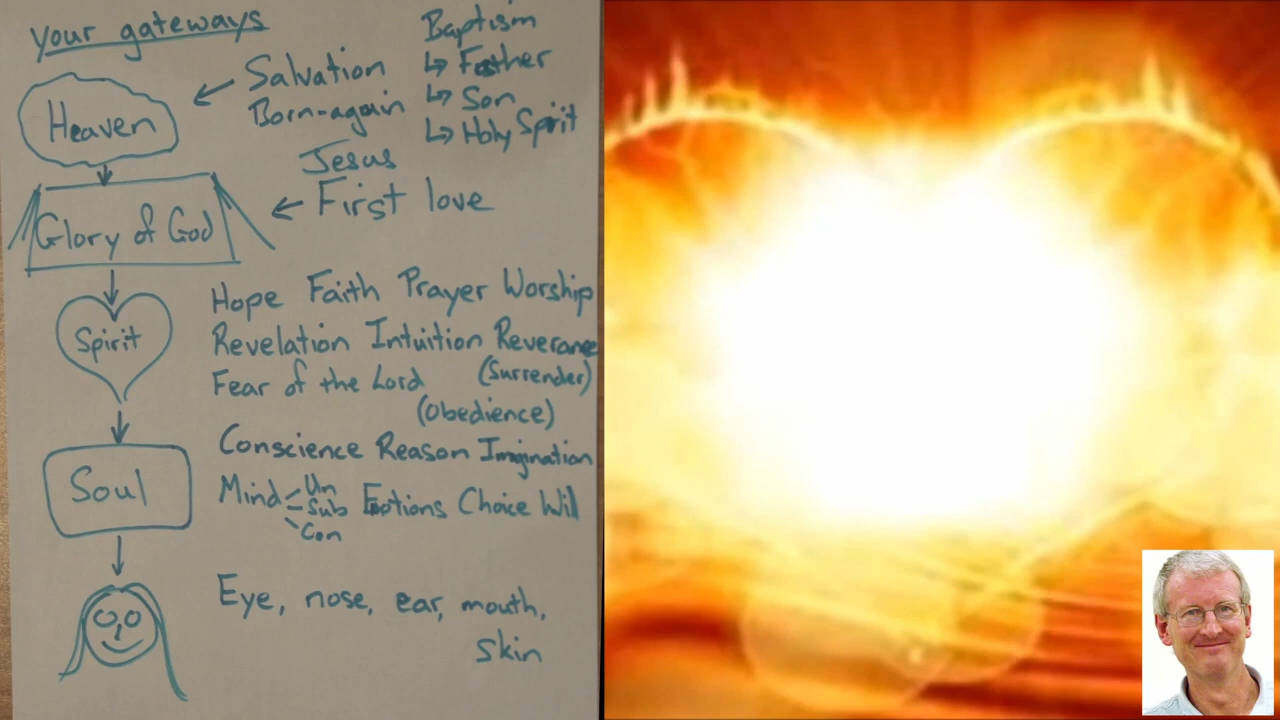 your gateways
Baptism
↳ Father
↳ Son
↳ Holy Spirit
Heaven
← Salvation
Born-again
Jesus
← First love
Glory of God
Spirit
Hope Faith Prayer Worship
Revelation Intuition Reverance
Fear of the Lord (Surrender)
(Obedience)
Soul
Conscience Reason Imagination
Mind Un
Sub Emotions Choice Will
Con
Eye, nose, ear, mouth,
skin